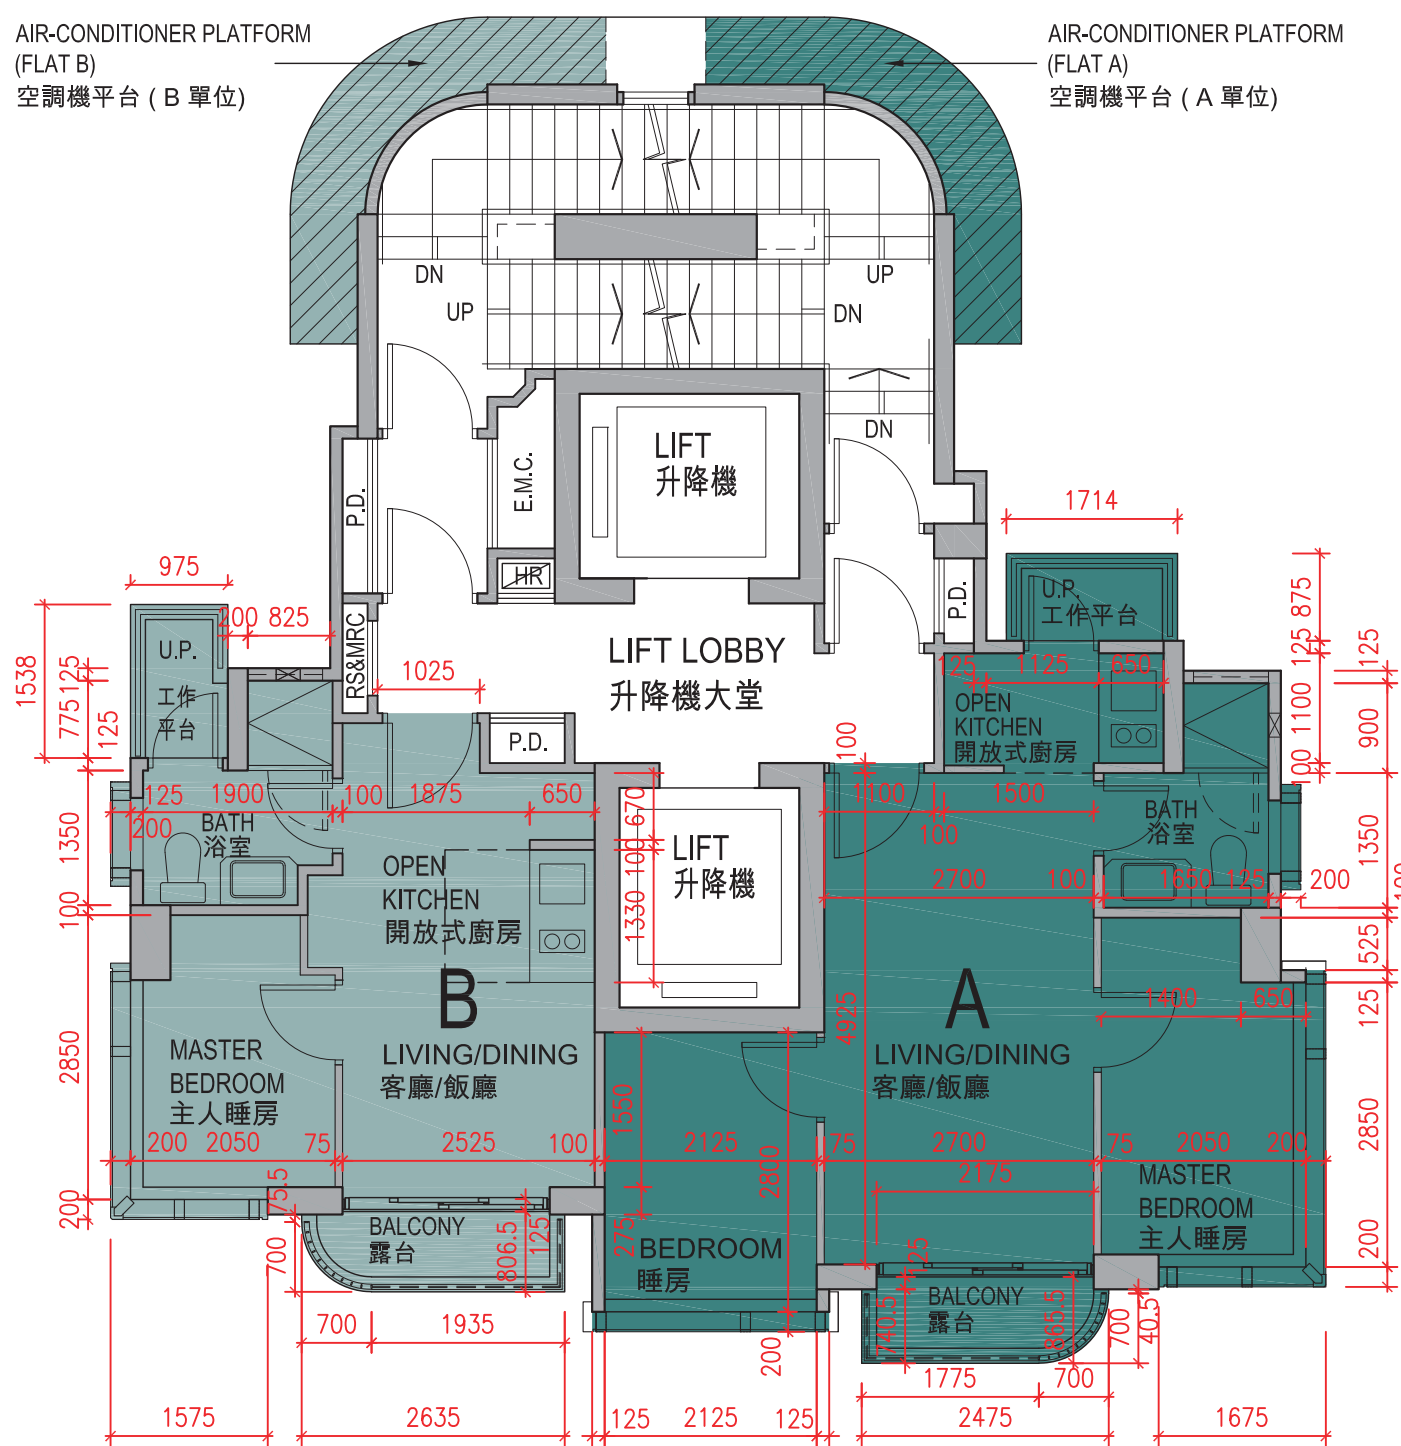 AIR-CONDITIONER PLATFORM
(FLAT B)
空調機平台 ( B 單位)
AIR-CONDITIONER PLATFORM
(FLAT A)
空調機平台 ( A 單位)
DN
UP
UP
DN
DN
LIFT
升降機
E.M.C.
P.D.
HR
RS&MRC
P.D.
LIFT LOBBY
升降機大堂
P.D.
1025
1714
975
200 825
1538
775 125
125
U.P.
工作
平台
U.P.
工作平台
875
125
1100
100
125
900
1350
100
525
125
2850
200
125 1125 650
OPEN
KITCHEN
開放式廚房
100
1100
100
1500
BATH
浴室
2700 100 1650 125 200
125 1900 100 1875 650
200
BATH
浴室
1350
100
2850
200
OPEN
KITCHEN
開放式廚房
670
100
1330
LIFT
升降機
B
LIVING/DINING
客廳/飯廳
A
LIVING/DINING
客廳/飯廳
4925
1400 650
MASTER
BEDROOM
主人睡房
200 2050 75 2525 100
1550
275
2125
2800
75 2700 75 2050 200
2175
MASTER
BEDROOM
主人睡房
75.5
700
BALCONY
露台
806.5
125
BEDROOM
睡房
125
BALCONY
露台
740.5
865.5
700
40.5
200
700 1935
1775 700
1575 2635 125 2125 125 2475 1675